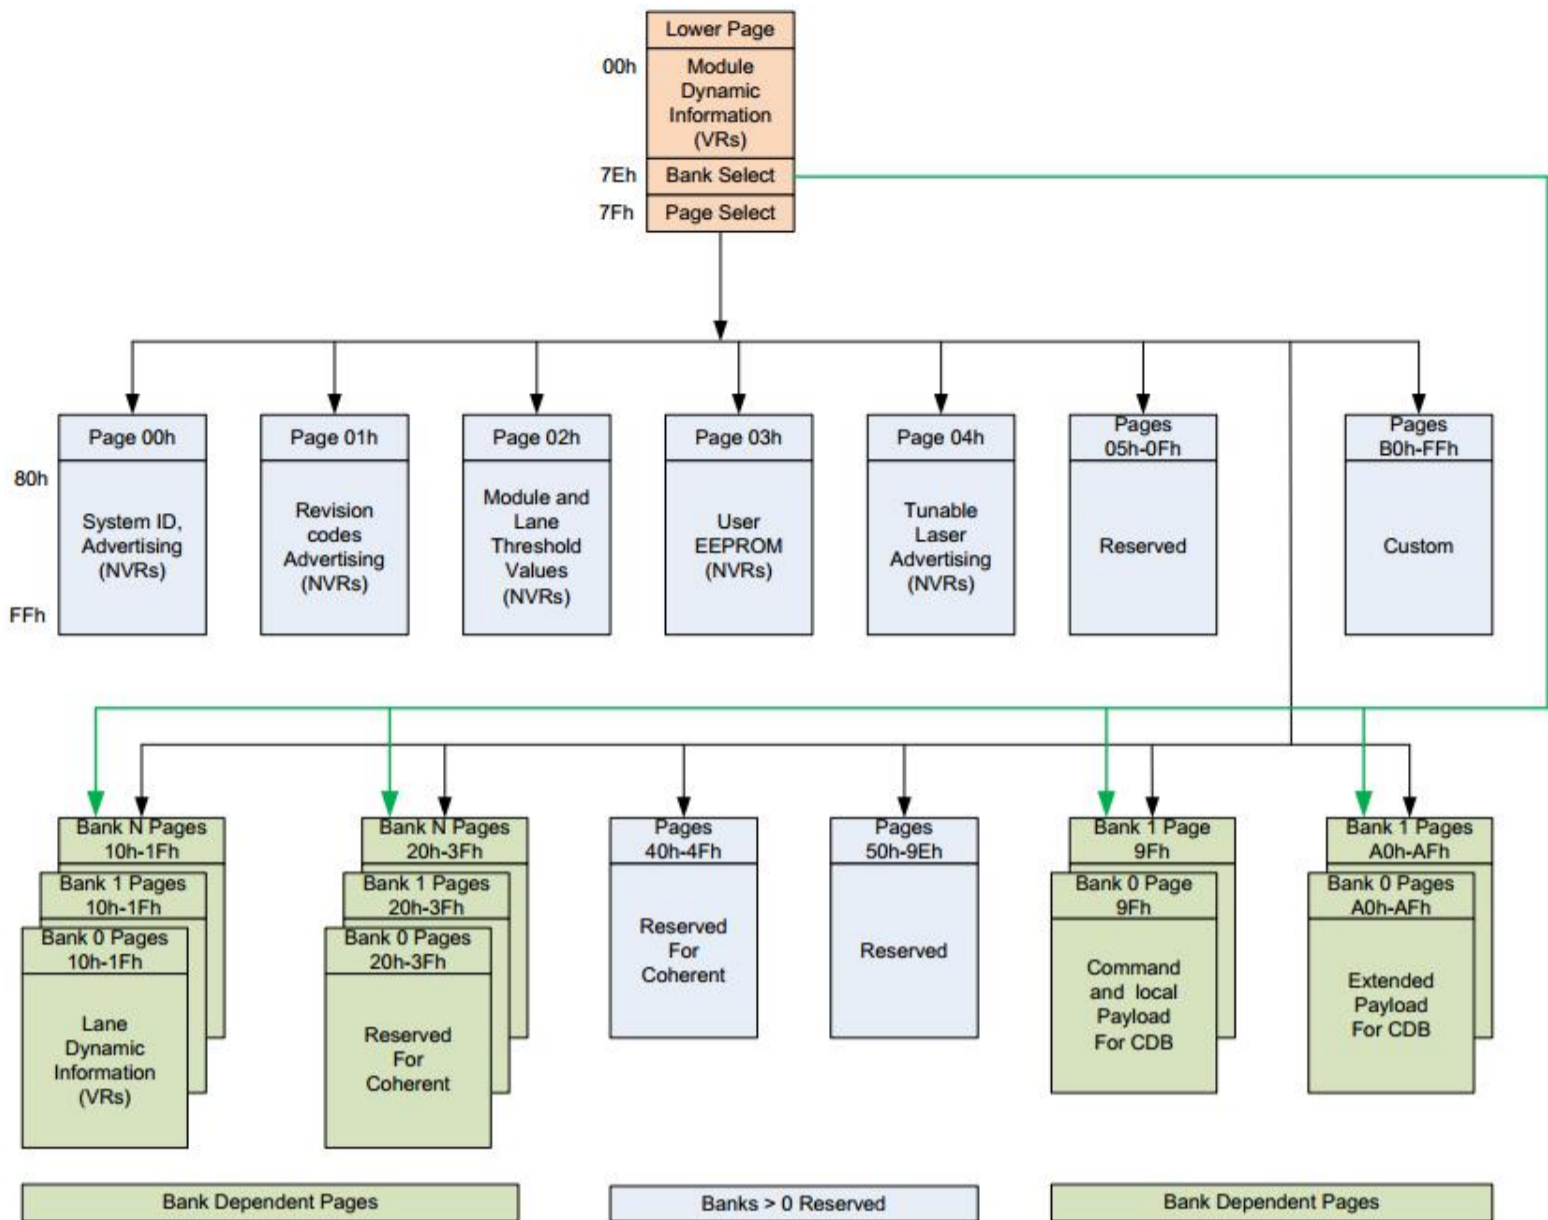 Lower Page
00h
Module
Dynamic
Information
(VRs)
7Eh
Bank Select
7Fh
Page Select
Page 00h
Page 01h
Page 02h
Page 03h
Page 04h
Pages
05h-0Fh
Pages
B0h-FFh
80h
System ID,
Advertising
(NVRs)
Revision
codes
Advertising
(NVRs)
Module and
Lane
Threshold
Values
(NVRs)
User
EEPROM
(NVRs)
Tunable
Laser
Advertising
(NVRs)
Reserved
Custom
FFh
Bank N Pages
10h-1Fh
Bank 1 Pages
10h-1Fh
Bank 0 Pages
10h-1Fh
Lane
Dynamic
Information
(VRs)
Bank N Pages
20h-3Fh
Bank 1 Pages
20h-3Fh
Bank 0 Pages
20h-3Fh
Reserved
For
Coherent
Pages
40h-4Fh
Reserved
For
Coherent
Pages
50h-9Eh
Reserved
Bank 1 Page
9Fh
Bank 0 Page
9Fh
Command
and local
Payload
For CDB
Bank 1 Pages
A0h-AFh
Bank 0 Pages
A0h-AFh
Extended
Payload
For CDB
Bank Dependent Pages
Banks > 0 Reserved
Bank Dependent Pages